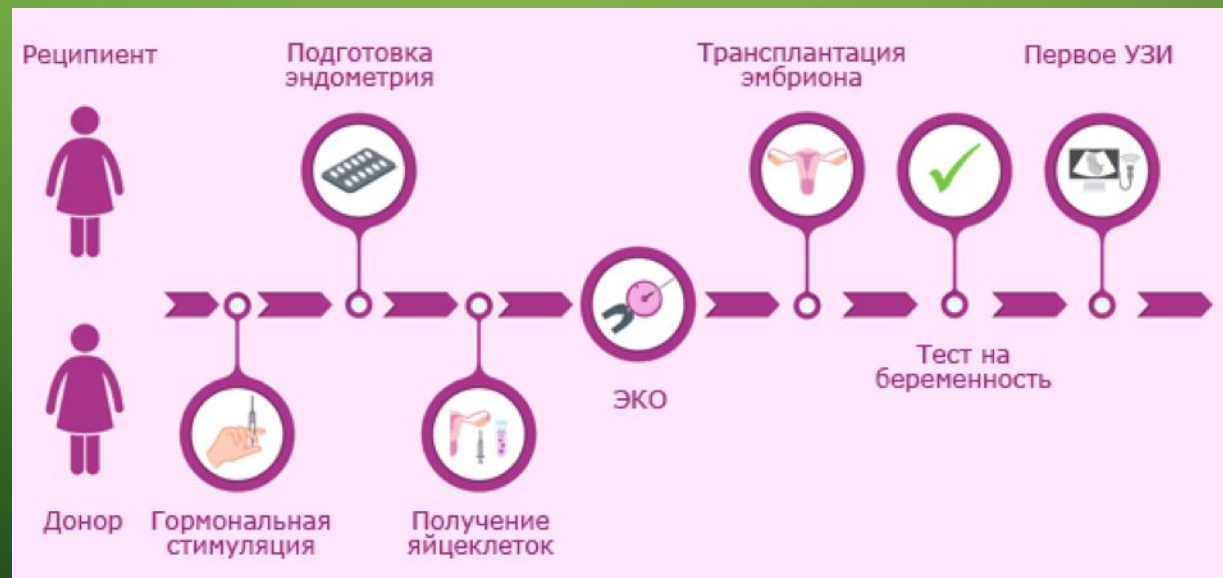 Реципиент
Подготовка
эндометрия
Трансплантация
эмбриона
Первое УЗИ
ЭКО
Тест на
беременность
Донор
Гормональная
стимуляция
Получение
яйцеклеток